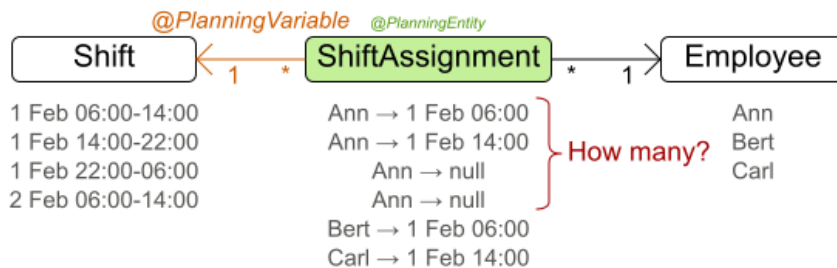 @PlanningVariable @PlanningEntity
Shift ShiftAssignment Employee
1 * * 1
1 Feb 06:00-14:00 Ann → 1 Feb 06:00 Ann
1 Feb 14:00-22:00 Ann → 1 Feb 14:00 Bert
1 Feb 22:00-06:00 Ann → null How many? Carl
2 Feb 06:00-14:00 Ann → null
Bert → 1 Feb 06:00
Carl → 1 Feb 14:00